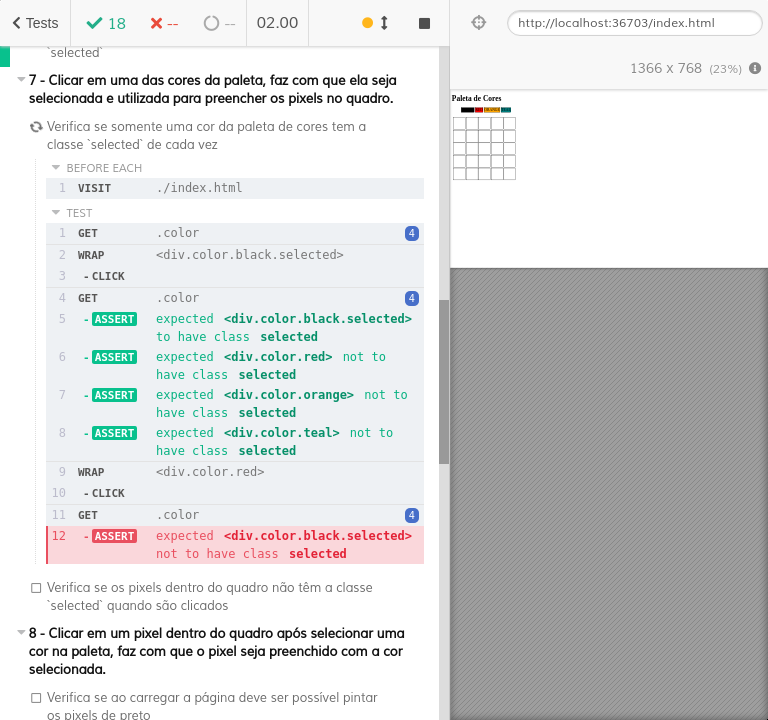 Tests 18 -- -- 02.00
http://localhost:36703/index.html
1366 x 768 (23%)
`selected`
7 - Clicar em uma das cores da paleta, faz com que ela seja
selecionada e utilizada para preencher os pixels no quadro.
Verifica se somente uma cor da paleta de cores tem a
classe `selected` de cada vez
BEFORE EACH
1 VISIT ./index.html
TEST
1 GET .color 4
2 WRAP <div.color.black.selected>
3 -CLICK
4 GET .color 4
5 -ASSERT expected <div.color.black.selected>
to have class selected
6 -ASSERT expected <div.color.red> not to
have class selected
7 -ASSERT expected <div.color.orange> not to
have class selected
8 -ASSERT expected <div.color.teal> not to
have class selected
9 WRAP <div.color.red>
10 -CLICK
11 GET .color 4
12 -ASSERT expected <div.color.black.selected>
not to have class selected
Verifica se os pixels dentro do quadro não têm a classe
`selected` quando são clicados
8 - Clicar em um pixel dentro do quadro após selecionar uma
cor na paleta, faz com que o pixel seja preenchido com a cor
selecionada.
Verifica se ao carregar a página deve ser possível pintar
os pixels de preto
Paleta de Cores